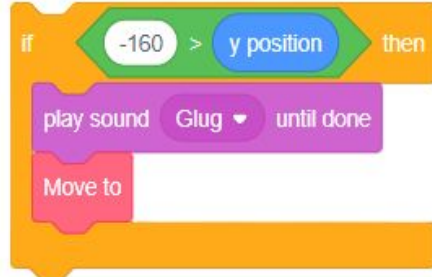 if -160 > y position then
play sound Glug until done
Move to